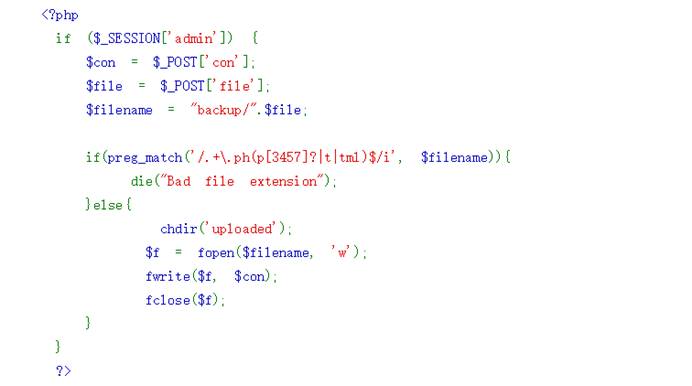 <?php
if ($_SESSION['admin']) {
$con = $_POST['con'];
$file = $_POST['file'];
$filename = "backup/".$file;
if(preg_match('/.+\.ph(p[3457]?|t|tml)$/i', $filename)){
die("Bad file extension");
}else{
chdir('uploaded');
$f = fopen($filename, 'w');
fwrite($f, $con);
fclose($f);
}
}
?>